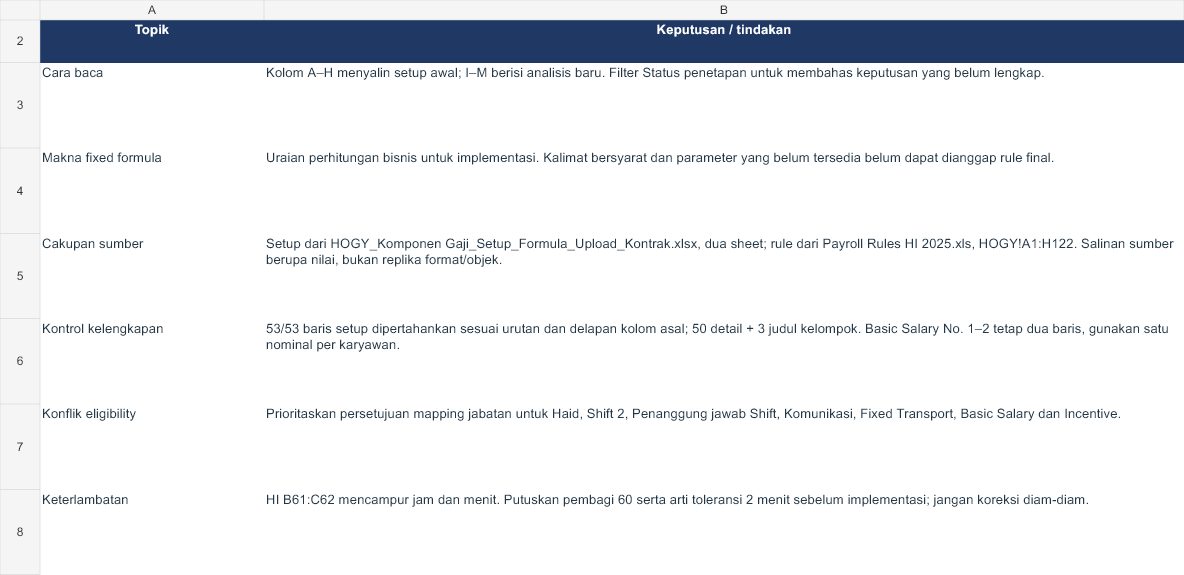 A B
2 Topik Keputusan / tindakan
3 Cara baca Kolom A–H menyalin setup awal; I–M berisi analisis baru. Filter Status penetapan untuk membahas keputusan yang belum lengkap.
4 Makna fixed formula Uraian perhitungan bisnis untuk implementasi. Kalimat bersyarat dan parameter yang belum tersedia belum dapat dianggap rule final.
5 Cakupan sumber Setup dari HOGY_Komponen Gaji_Setup_Formula_Upload_Kontrak.xlsx, dua sheet; rule dari Payroll Rules HI 2025.xls, HOGY!A1:H122. Salinan sumber
berupa nilai, bukan replika format/objek.
6 Kontrol kelengkapan 53/53 baris setup dipertahankan sesuai urutan dan delapan kolom asal; 50 detail + 3 judul kelompok. Basic Salary No. 1–2 tetap dua baris, gunakan satu
nominal per karyawan.
7 Konflik eligibility Prioritaskan persetujuan mapping jabatan untuk Haid, Shift 2, Penanggung jawab Shift, Komunikasi, Fixed Transport, Basic Salary dan Incentive.
8 Keterlambatan HI B61:C62 mencampur jam dan menit. Putuskan pembagi 60 serta arti toleransi 2 menit sebelum implementasi; jangan koreksi diam-diam.